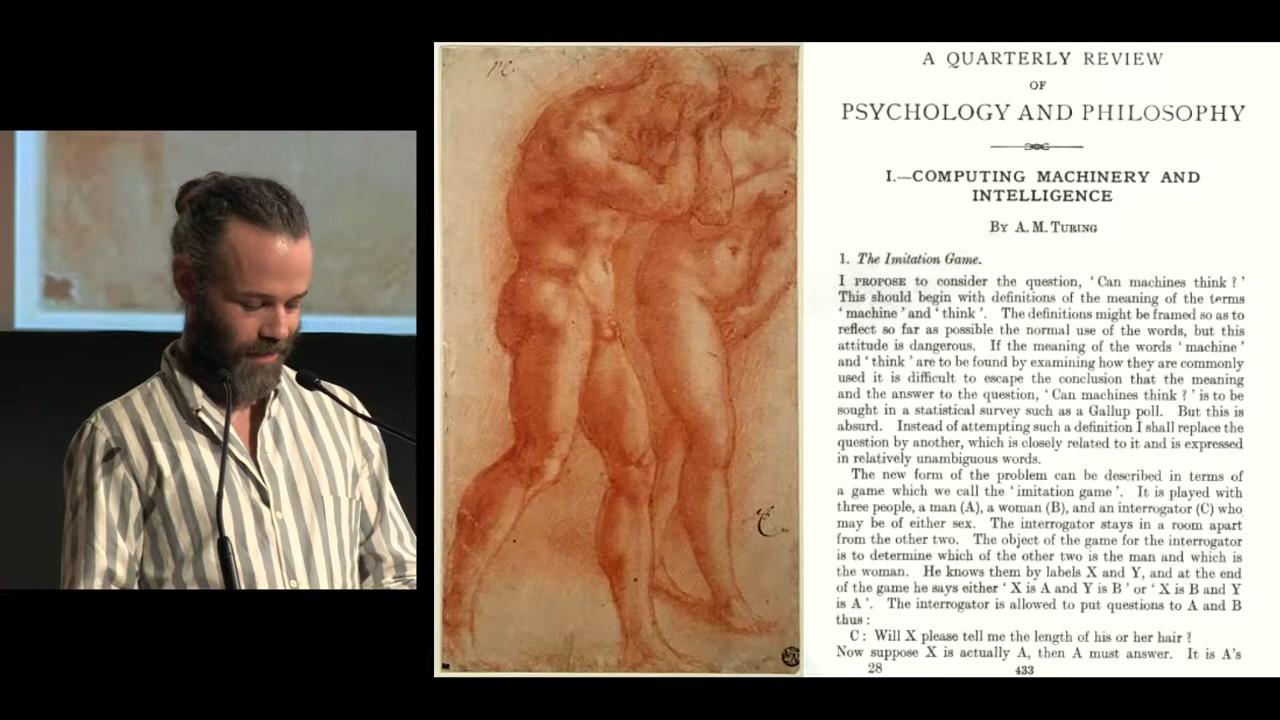 A QUARTERLY REVIEW
OF
PSYCHOLOGY AND PHILOSOPHY
I.—COMPUTING MACHINERY AND
INTELLIGENCE
BY A. M. TURING
1. The Imitation Game.
I PROPOSE to consider the question, ‘ Can machines think ? ’
This should begin with definitions of the meaning of the terms
‘ machine ’ and ‘ think ’. The definitions might be framed so as to
reflect so far as possible the normal use of the words, but this
attitude is dangerous. If the meaning of the words ‘ machine ’
and ‘ think ’ are to be found by examining how they are commonly
used it is difficult to escape the conclusion that the meaning
and the answer to the question, ‘ Can machines think ? ’ is to be
sought in a statistical survey such as a Gallup poll. But this is
absurd. Instead of attempting such a definition I shall replace the
question by another, which is closely related to it and is expressed
in relatively unambiguous words.
The new form of the problem can be described in terms of
a game which we call the ‘ imitation game ’. It is played with
three people, a man (A), a woman (B), and an interrogator (C) who
may be of either sex. The interrogator stays in a room apart
from the other two. The object of the game for the interrogator
is to determine which of the other two is the man and which is
the woman. He knows them by labels X and Y, and at the end
of the game he says either ‘ X is A and Y is B ’ or ‘ X is B and Y
is A ’. The interrogator is allowed to put questions to A and B
thus :
C : Will X please tell me the length of his or her hair ?
Now suppose X is actually A, then A must answer. It is A's
28 433